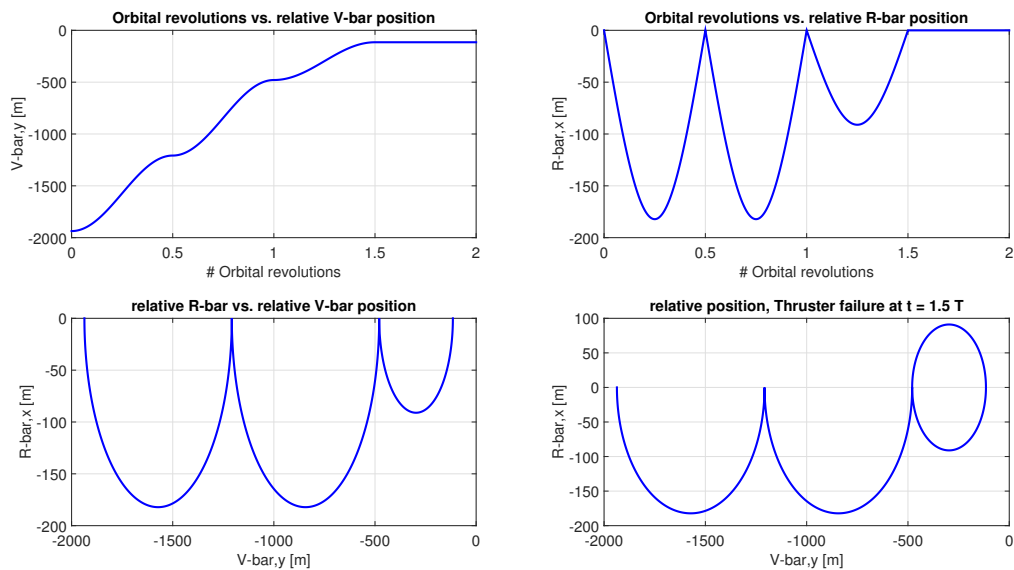 Orbital revolutions vs. relative V-bar position
V-bar,y [m]
0
-500
-1000
-1500
-2000
0 0.5 1 1.5 2
# Orbital revolutions
Orbital revolutions vs. relative R-bar position
R-bar,x [m]
0
-50
-100
-150
-200
0 0.5 1 1.5 2
# Orbital revolutions
relative R-bar vs. relative V-bar position
R-bar,x [m]
0
-50
-100
-150
-200
-2000 -1500 -1000 -500 0
V-bar,y [m]
relative position, Thruster failure at t = 1.5 T
R-bar,x [m]
100
50
0
-50
-100
-150
-200
-2000 -1500 -1000 -500 0
V-bar,y [m]